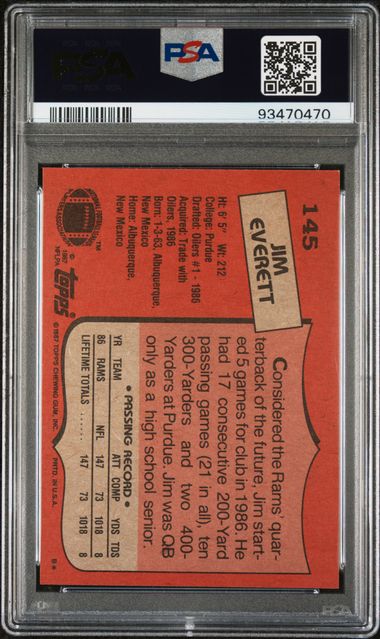 PSA
PSA
93470470
145
JIM
EVERETT
Ht: 6' 5" Wt: 212
College: Purdue
Drafted: Oilers #1 - 1986
Acquired: Trade with
Oilers, 1986
Born: 1-3-63, Albuquerque,
New Mexico
Home: Albuquerque,
New Mexico
TM
©
1987
NFLPA
Topps
© 1987 TOPPS CHEWING GUM, INC.
PRTD. IN U.S.A.
B*
Considered the Rams' quar-
terback of the future, Jim start-
ed 5 games for club in 1986. He
had 17 consecutive 200-Yard
passing games (21 in all), ten
300-Yarders and two 400-
Yarders at Purdue. Jim was QB
only as a high school senior.
• PASSING RECORD •
YR TEAM NFL ATT COMP YDS TDS
86 RAMS 147 73 1018 8
LIFETIME TOTALS ...... 147 73 1018 8